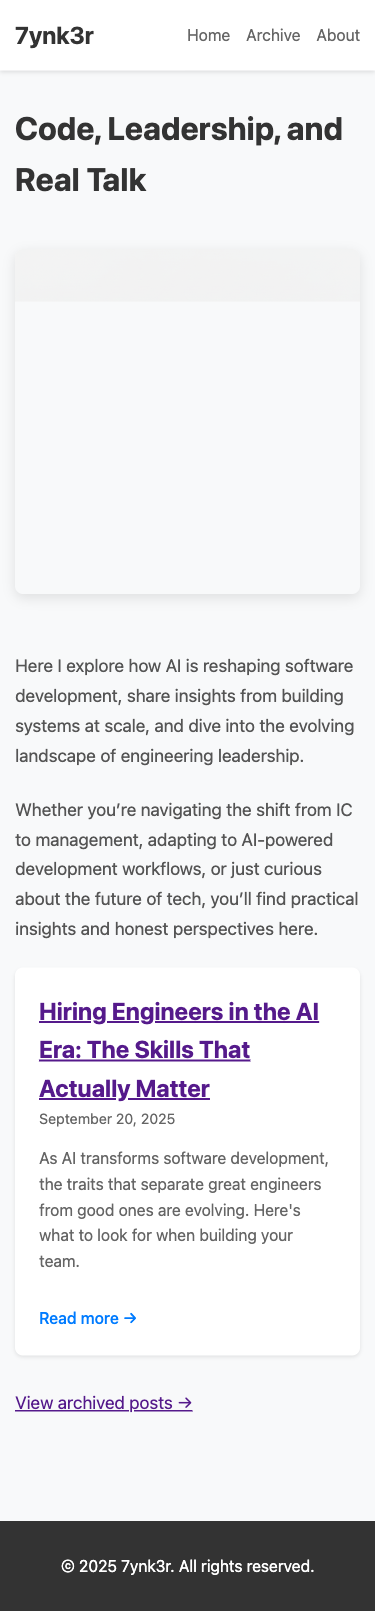 7ynk3r
Home Archive About
Code, Leadership, and
Real Talk
Here I explore how AI is reshaping software
development, share insights from building
systems at scale, and dive into the evolving
landscape of engineering leadership.
Whether you’re navigating the shift from IC
to management, adapting to AI-powered
development workflows, or just curious
about the future of tech, you’ll find practical
insights and honest perspectives here.
Hiring Engineers in the AI
Era: The Skills That
Actually Matter
September 20, 2025
As AI transforms software development,
the traits that separate great engineers
from good ones are evolving. Here's
what to look for when building your
team.
Read more →
View archived posts →
© 2025 7ynk3r. All rights reserved.